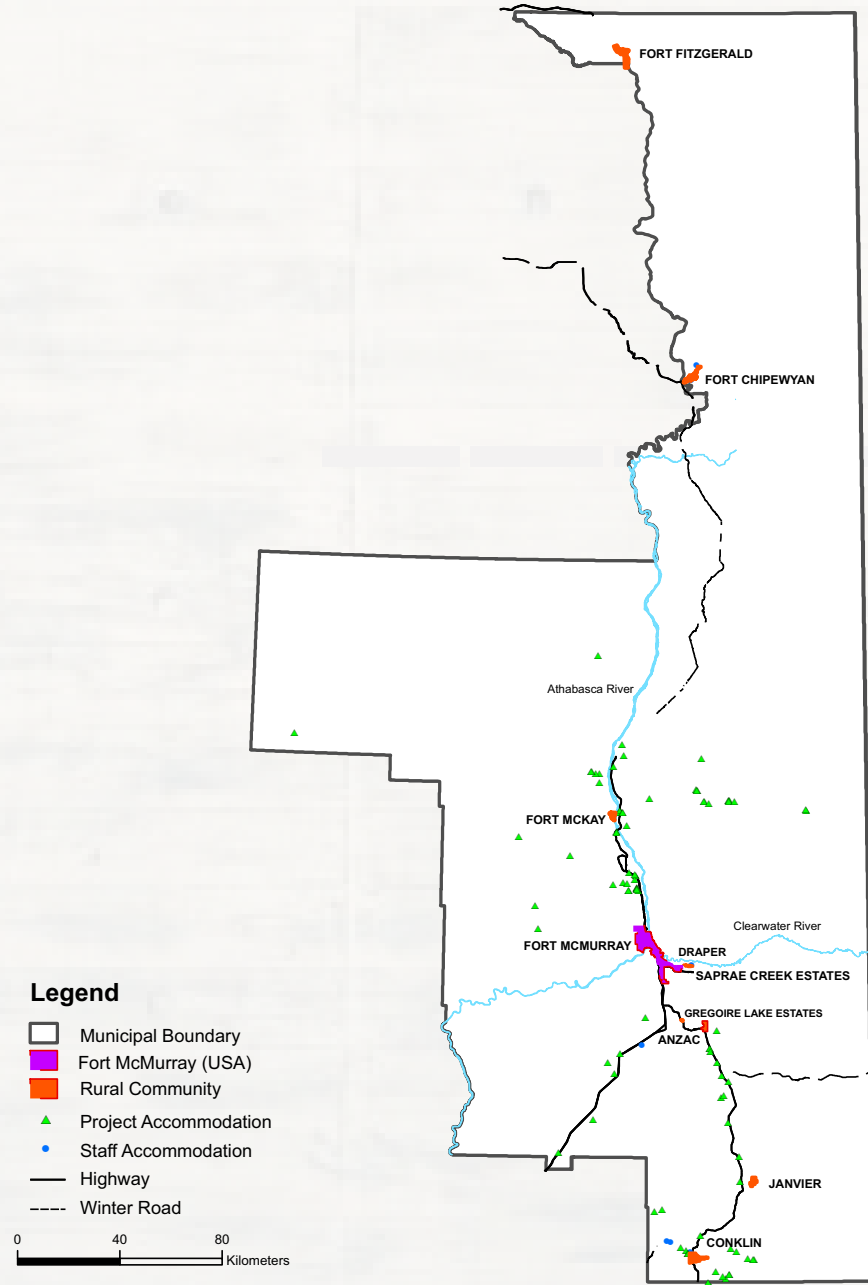 FORT FITZGERALD
FORT CHIPEWYAN
Athabasca River
FORT MCKAY
Clearwater River
FORT MCMURRAY
DRAPER
SAPRAE CREEK ESTATES
GREGOIRE LAKE ESTATES
ANZAC
JANVIER
CONKLIN
Legend
Municipal Boundary
Fort McMurray (USA)
Rural Community
Project Accommodation
Staff Accommodation
Highway
Winter Road
0 40 80
Kilometers